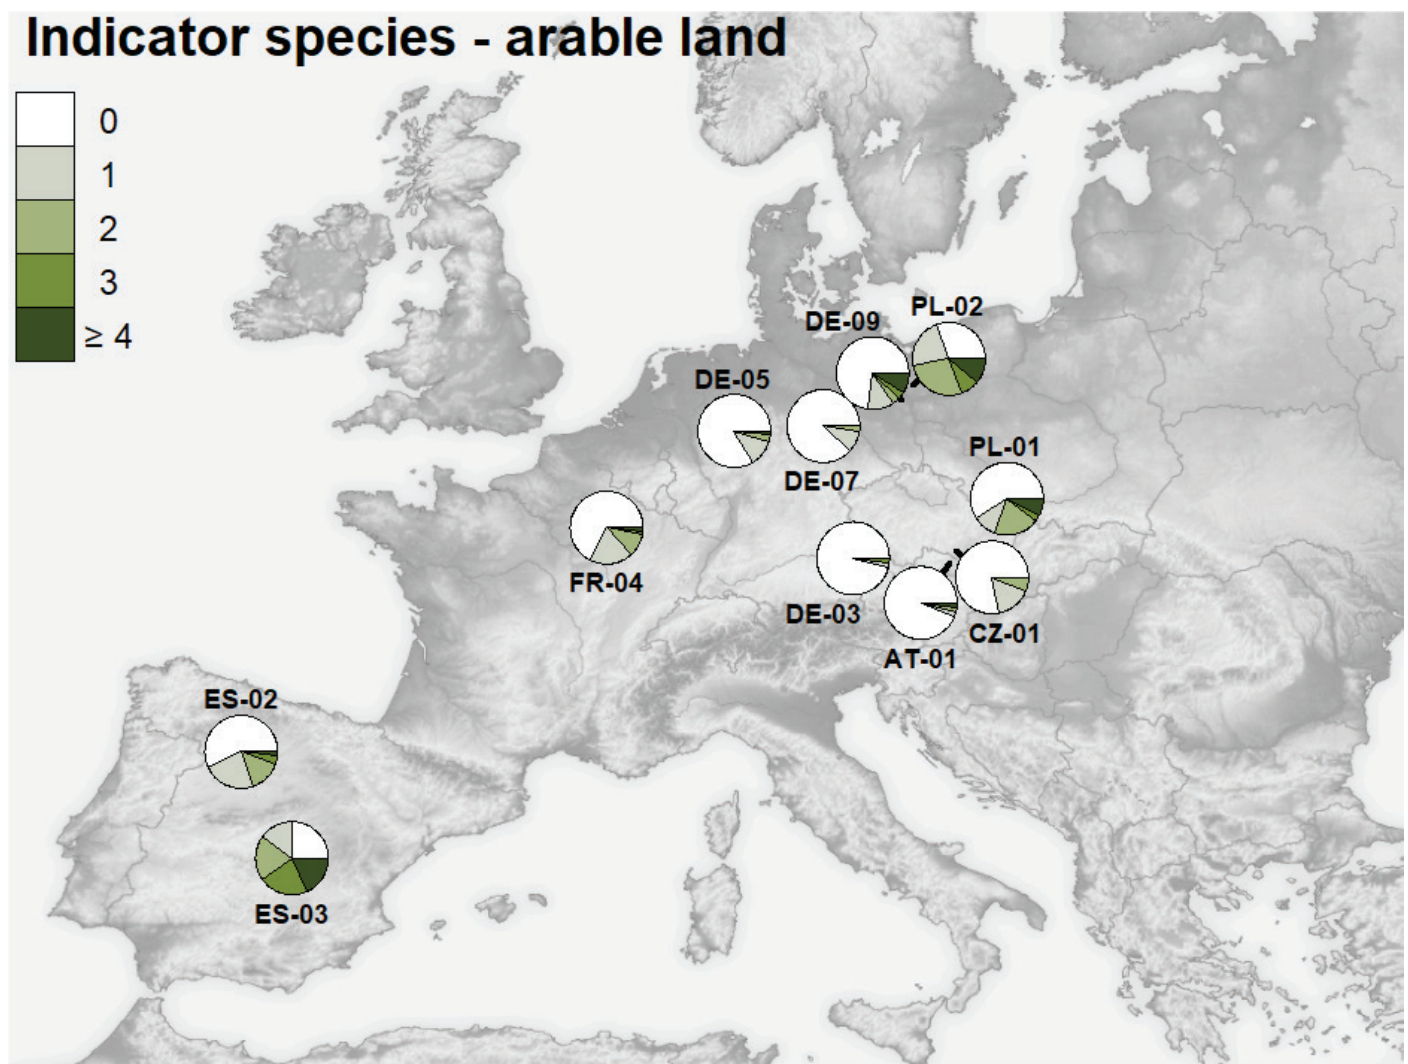 Indicator species - arable land
0
1
2
3
≥ 4
PL-02
DE-09
DE-05
DE-07
PL-01
FR-04
DE-03
CZ-01
AT-01
ES-02
ES-03